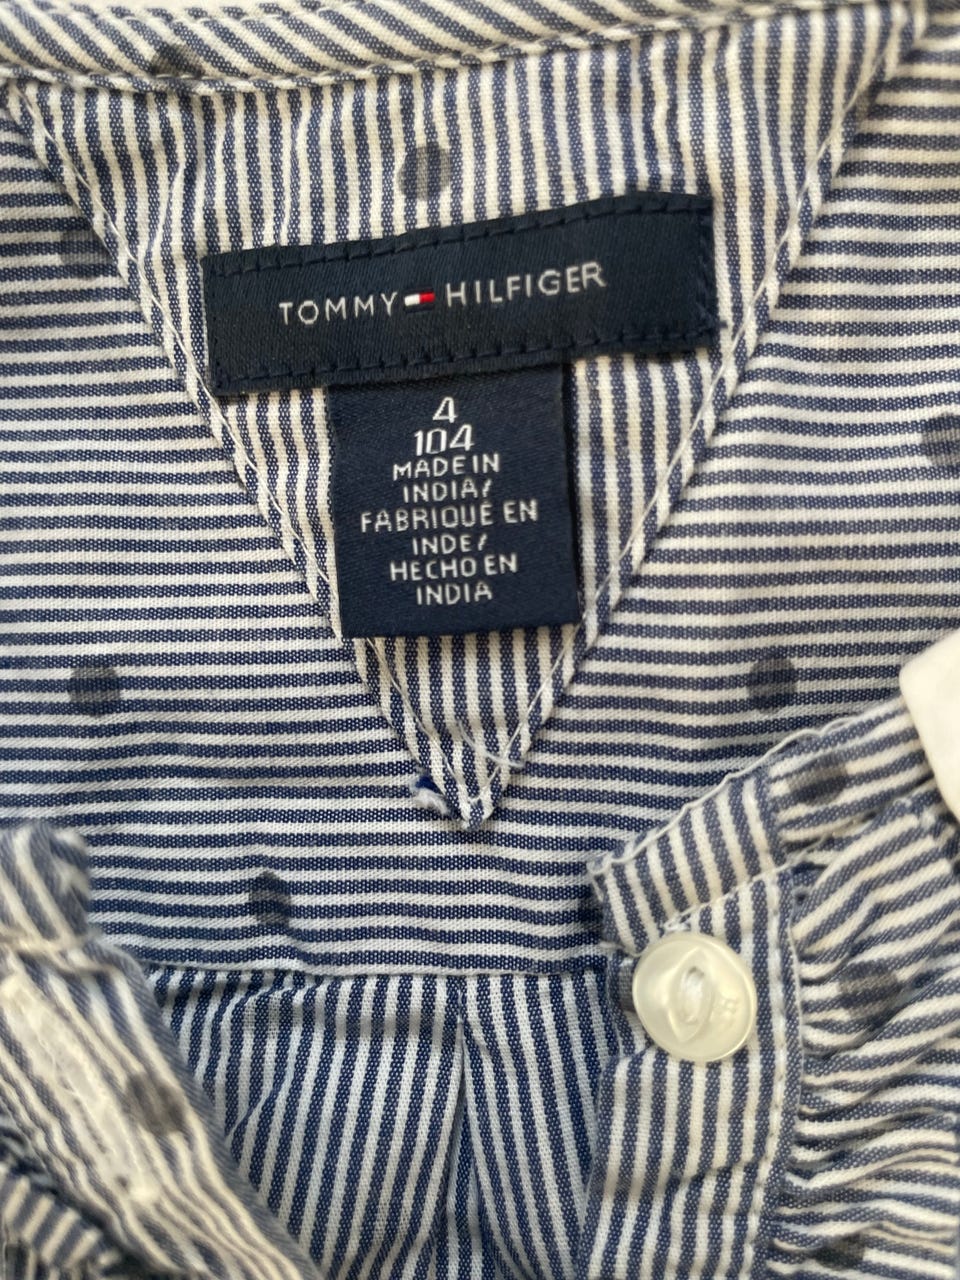 TOMMY HILFIGER
4
104
MADE IN
INDIA/
FABRIQUÉ EN
INDE/
HECHO EN
INDIA